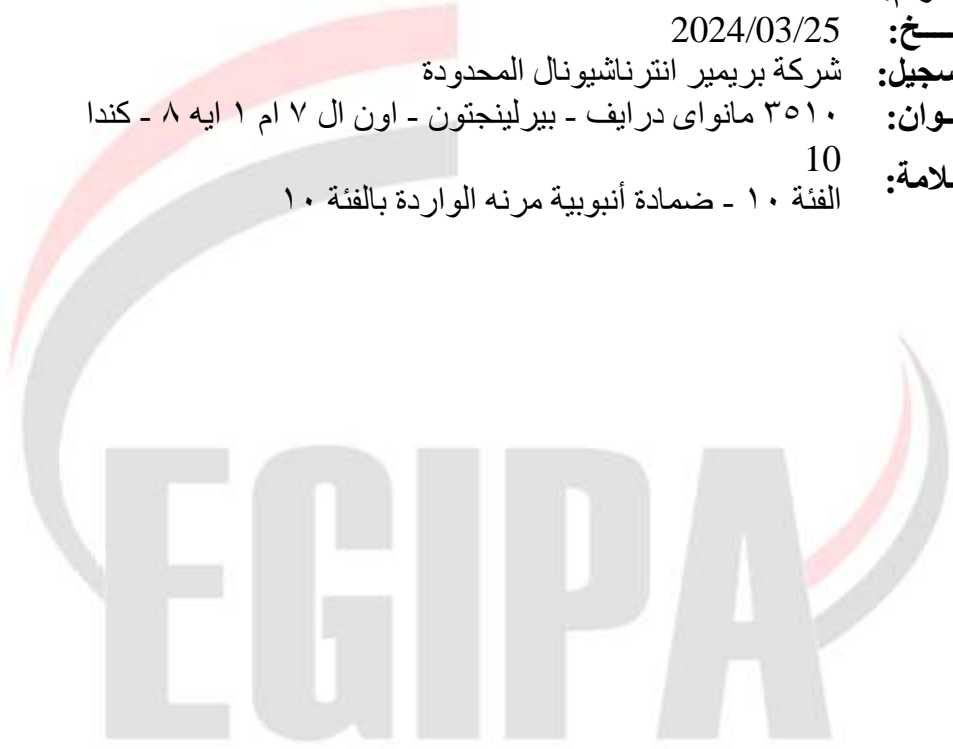 2024/03/25
شركة بريمير انترناشيونال المحدودة
٣٥١٠ مانواى درايف - بيرلينجتون - اون ال ٧ ام ١ ايه ٨ - كندا
10
الفئة ١٠ - ضمادة أنبوبية مرنه الواردة بالفئة ١٠
EGIPA